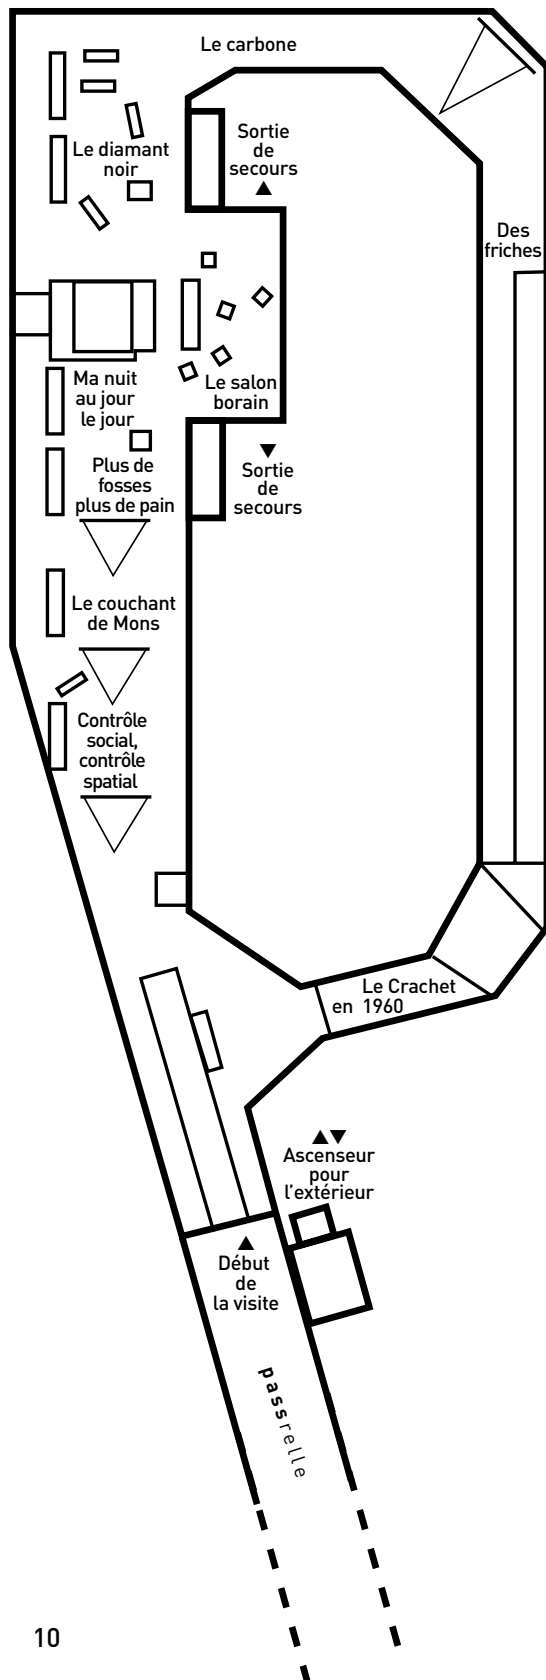 Le carbone
Sortie
de
secours
Le diamant
noir
Des
friches
Le salon
borain
Ma nuit
au jour
le jour
Sortie
de
secours
Plus de
fosses
plus de pain
Le couchant
de Mons
Contrôle
social,
contrôle
spatial
Le Crachet
en 1960
Ascenseur
pour
l'extérieur
Début
de
la visite
passrelle
10